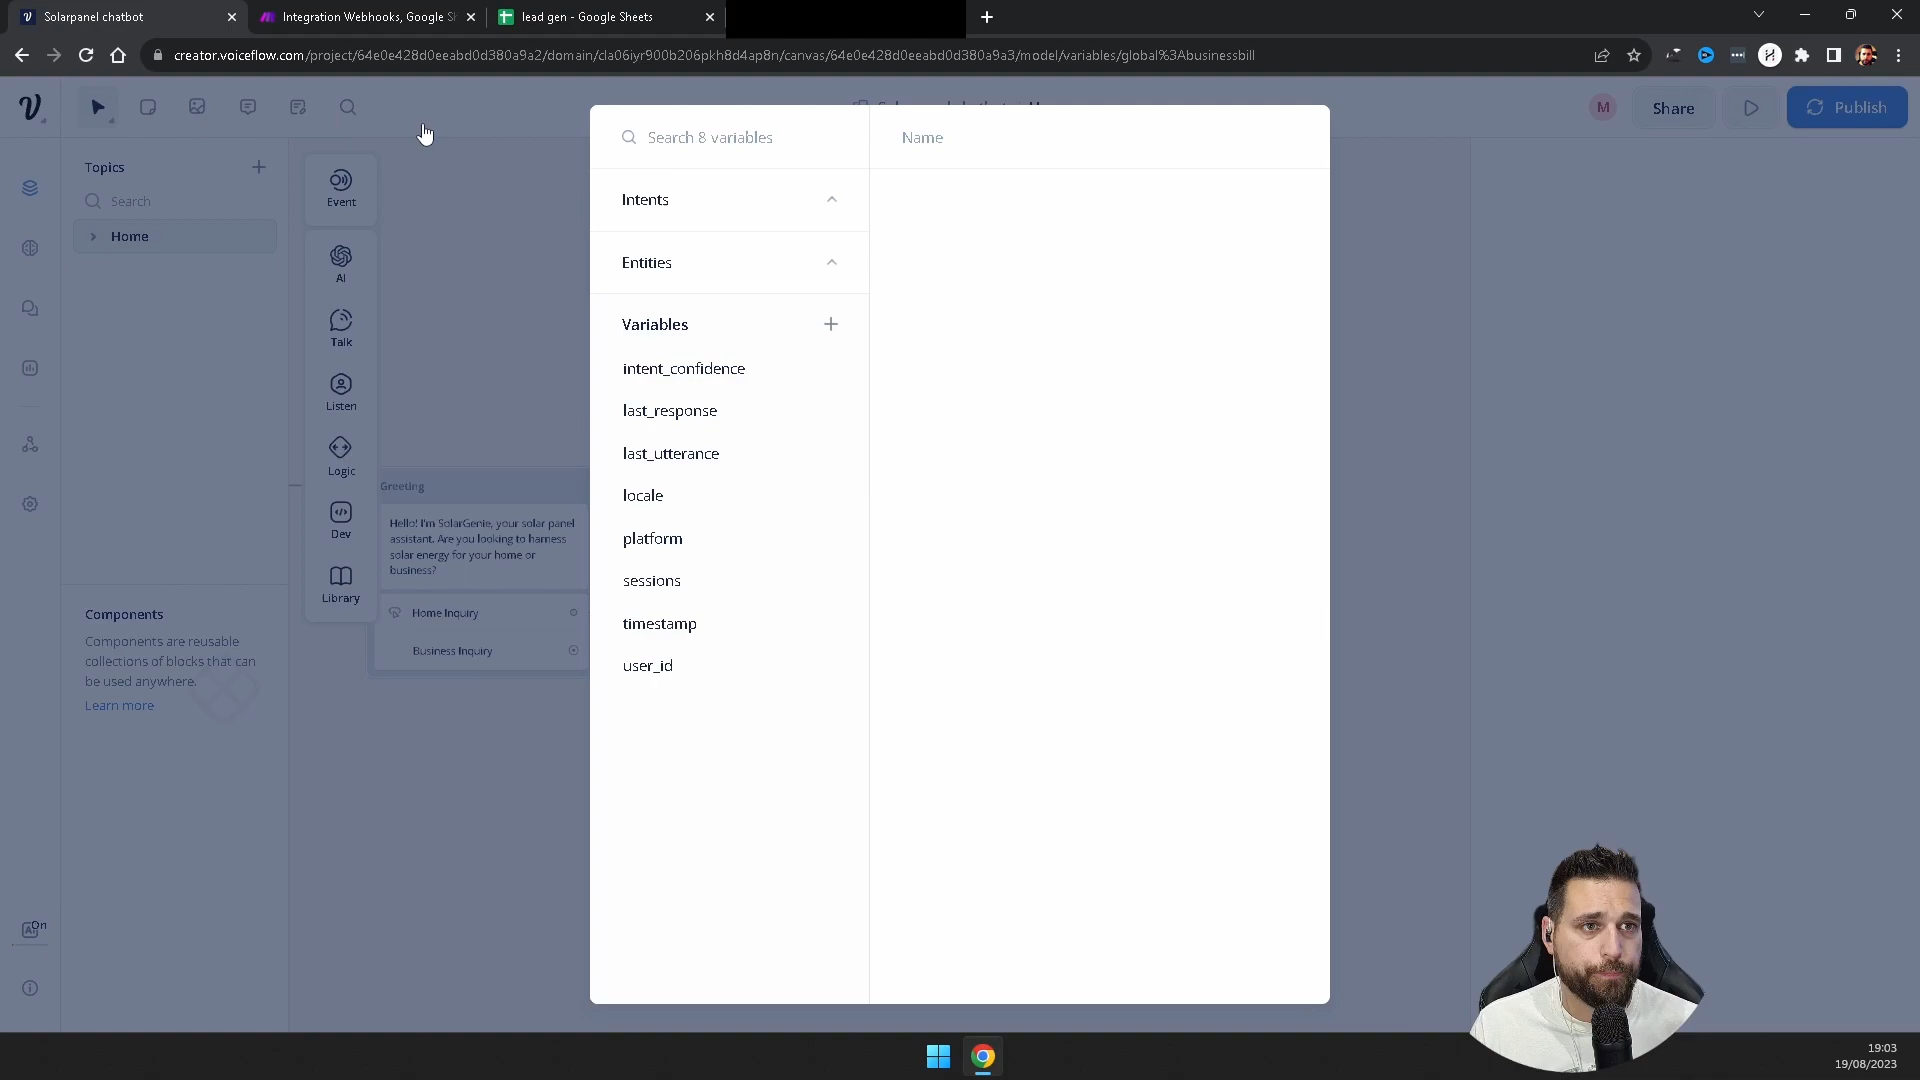 Solarpanel chatbot
Integration Webhooks, Google Sh
lead gen - Google Sheets
creator.voiceflow.com/project/64e0e428d0eeabd0d380a9a2/domain/cla06iyr900b206pkh8d4ap8n/canvas/64e0e428d0eeabd0d380a9a3/model/variables/global%3Abusinessbill
M
Share
Publish
Topics
Search
Home
Event
AI
Talk
Listen
Logic
Dev
Library
Greeting
Hello! I'm SolarGenie, your solar panel
assistant. Are you looking to harness
solar energy for your home or
business?
Home Inquiry
Business Inquiry
Components
Components are reusable
collections of blocks that can
be used anywhere.
Learn more
On
Search 8 variables
Name
Intents
Entities
Variables
intent_confidence
last_response
last_utterance
locale
platform
sessions
timestamp
user_id
19:03
19/08/2023